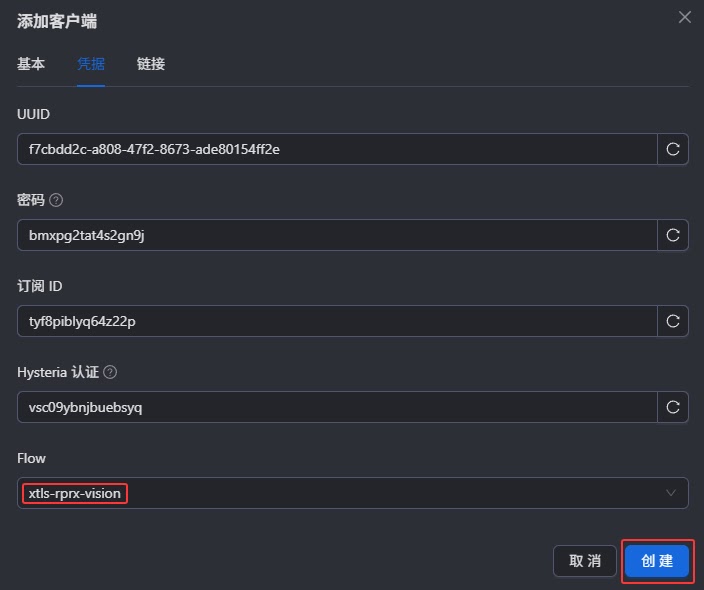 添加客户端
基本 凭据 链接
UUID
f7cbdd2c-a808-47f2-8673-ade80154ff2e
密码
bmxpg2tat4s2gn9j
订阅 ID
tyf8piblyq64z22p
Hysteria 认证
vsc09ybnjbuebsyq
Flow
xtls-rprx-vision
取 消 创 建